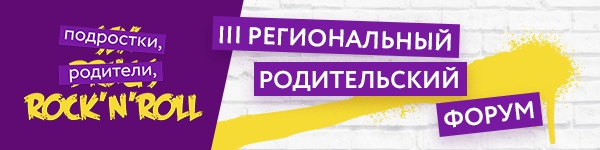 подростки,
родители,
ROCK'N'ROLL
III РЕГИОНАЛЬНЫЙ
РОДИТЕЛЬСКИЙ
ФОРУМ